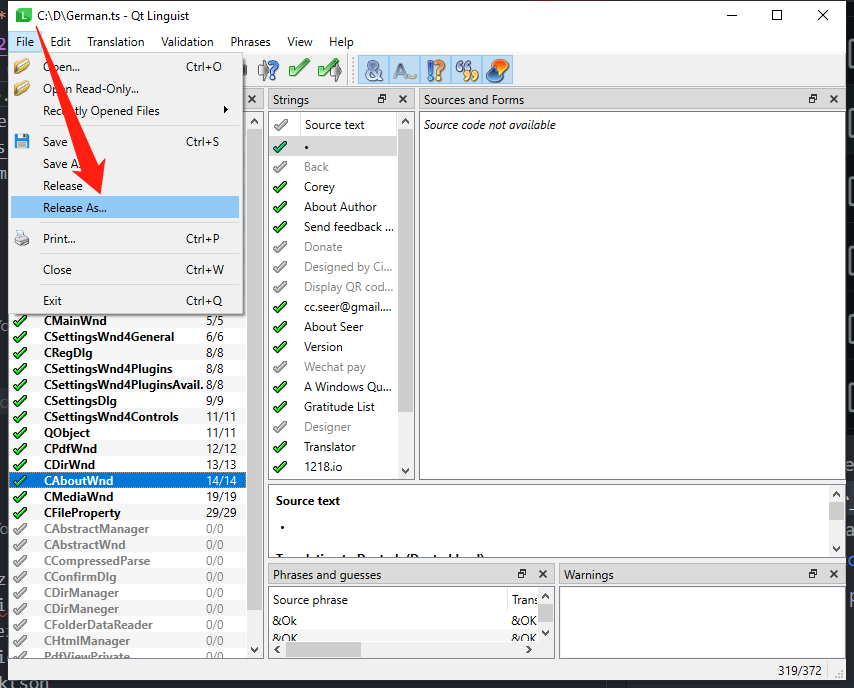 C:\D\German.ts - Qt Linguist
File Edit Translation Validation Phrases View Help
Open... Ctrl+O
Open Read-Only...
Recently Opened Files
Save Ctrl+S
Save As...
Release
Release As...
Print... Ctrl+P
Close Ctrl+W
Exit Ctrl+Q
CMainWnd 5/5
CSettingsWnd4General 6/6
CRegDlg 8/8
CSettingsWnd4Plugins 8/8
CSettingsWnd4PluginsAvail. 8/8
CSettingsDlg 9/9
CSettingsWnd4Controls 11/11
QObject 11/11
CPdfWnd 12/12
CDirWnd 13/13
CAboutWnd 14/14
CMediaWnd 19/19
CFileProperty 29/29
CAbstractManager 0/0
CAbstractWnd 0/0
CCompressedParse 0/0
CConfirmDlg 0/0
CDirManager 0/0
CDirManeger 0/0
CFolderDataReader 0/0
CHtmlManager 0/0
PdfViewPrivate 0/0
Strings
Source text
•
Back
Corey
About Author
Send feedback ...
Donate
Designed by Ci...
Display QR cod...
cc.seer@gmail....
About Seer
Version
Wechat pay
A Windows Qu...
Gratitude List
Designer
Translator
1218.io
Sources and Forms
Source code not available
Source text
•
Phrases and guesses
Source phrase Trans
&Ok &OK
&OK &OK
Warnings
319/372